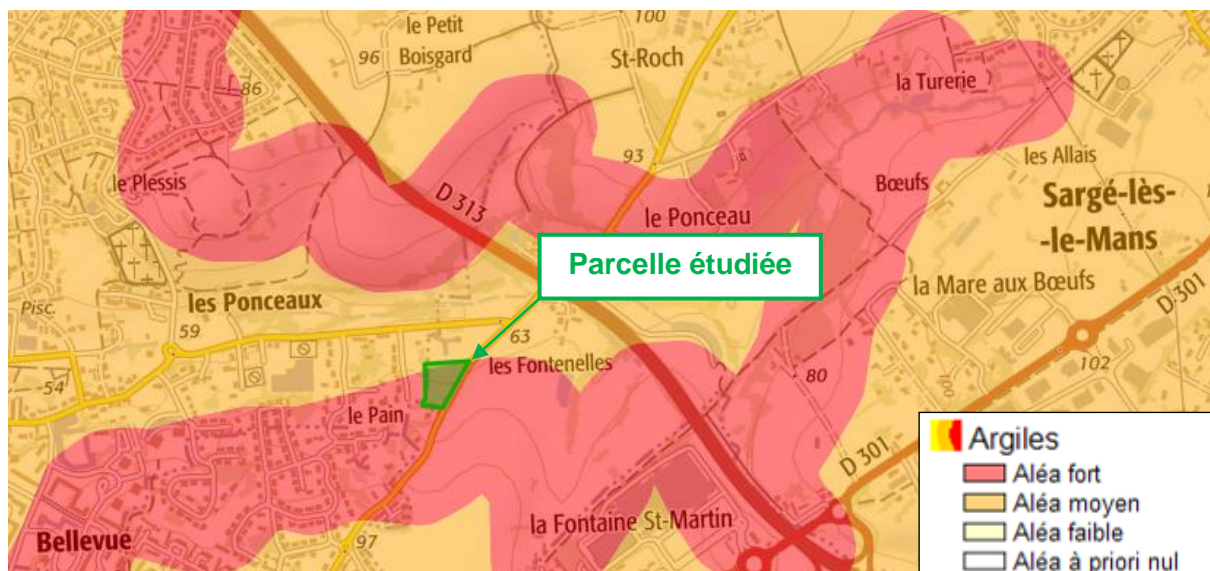 le Petit
Boisgard
96
100
St-Roch
86
la Turerie
93
les Allais
le Plessis
Bœufs
D 313
le Ponceau
Sargé-lès-
-le-Mans
Parcelle étudiée
la Mare aux Bœufs
D 301
Pisc.
les Ponceaux
59
63
102
54
les Fontenelles
80
100
le Pain
D 301
la Fontaine St-Martin
Bellevue
97
Argiles
Aléa fort
Aléa moyen
Aléa faible
Aléa à priori nul